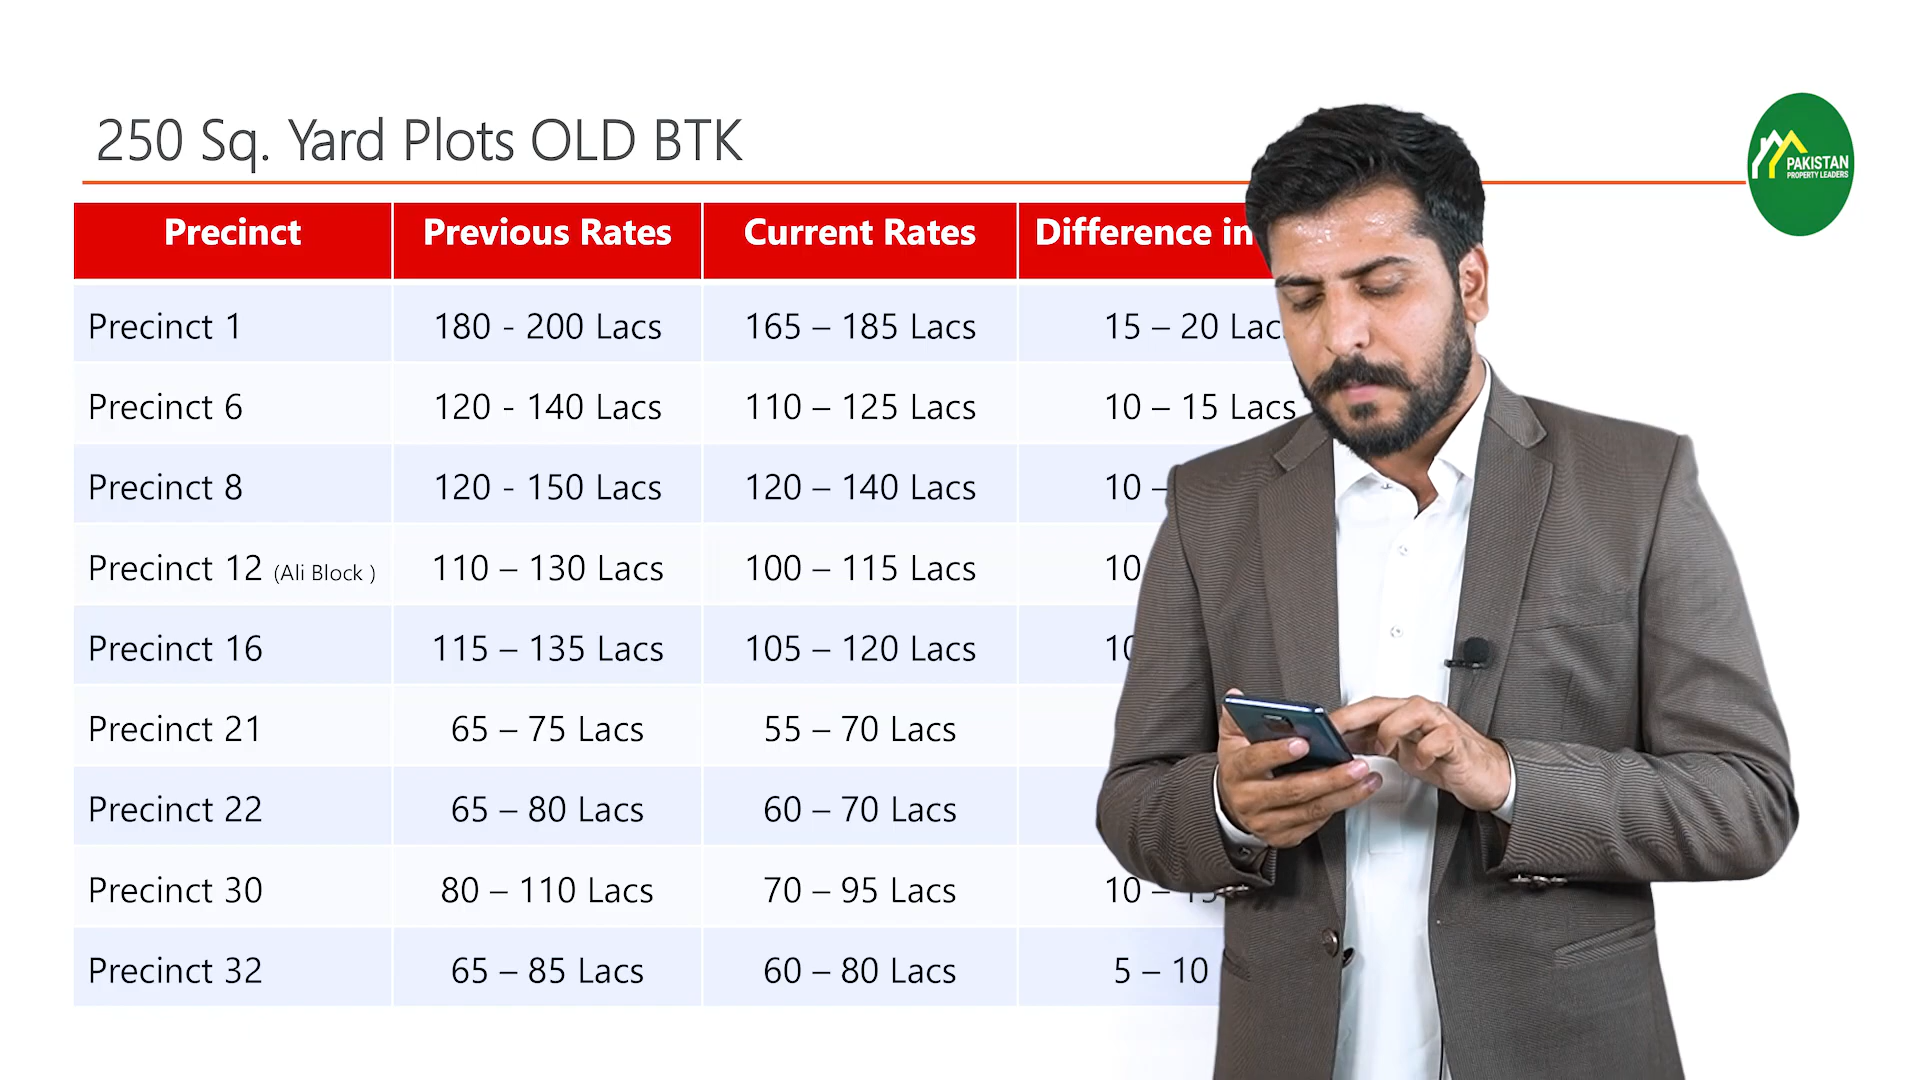 250 Sq. Yard Plots OLD BTK
PAKISTAN
PROPERTY LEADERS
Precinct Previous Rates Current Rates Difference in
Precinct 1 180 - 200 Lacs 165 – 185 Lacs 15 – 20
Precinct 6 120 - 140 Lacs 110 – 125 Lacs 10 – 15 Lacs
Precinct 8 120 - 150 Lacs 120 – 140 Lacs 10 –
Precinct 12 (Ali Block ) 110 – 130 Lacs 100 – 115 Lacs 10
Precinct 16 115 – 135 Lacs 105 – 120 Lacs 10
Precinct 21 65 – 75 Lacs 55 – 70 Lacs
Precinct 22 65 – 80 Lacs 60 – 70 Lacs
Precinct 30 80 – 110 Lacs 70 – 95 Lacs 10 – 15
Precinct 32 65 – 85 Lacs 60 – 80 Lacs 5 – 10